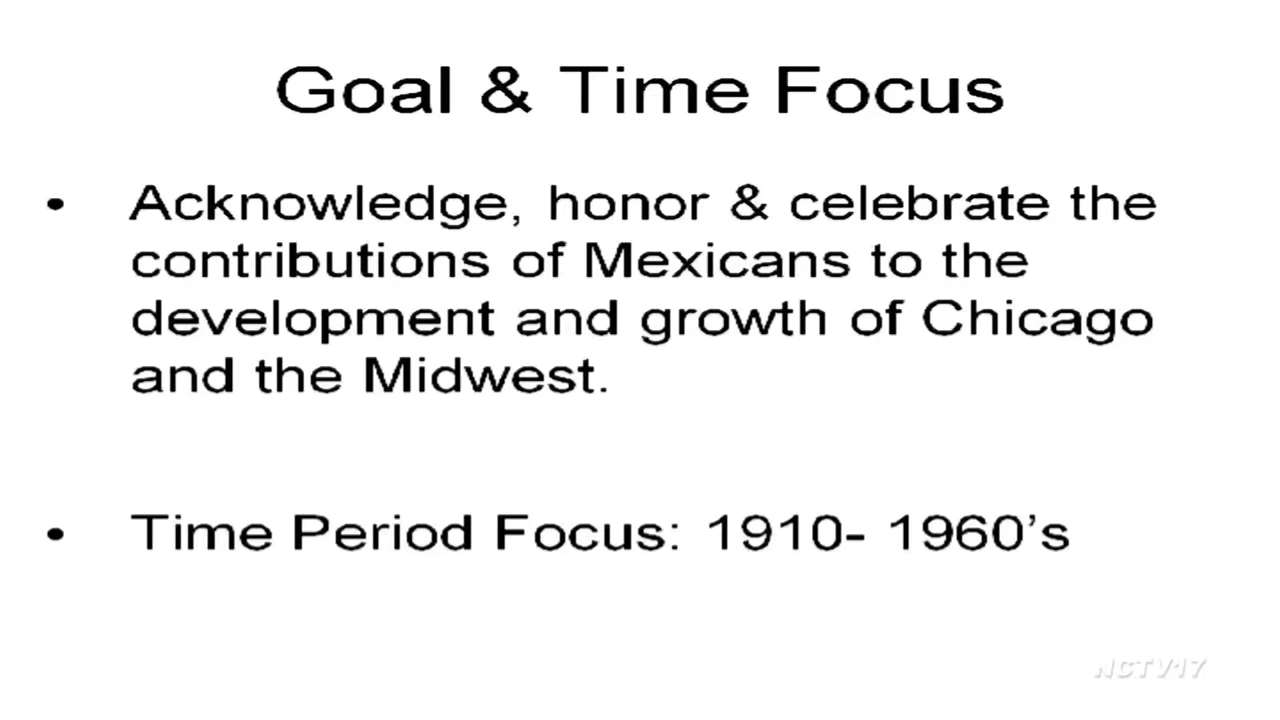 Goal & Time Focus
• Acknowledge, honor & celebrate the
contributions of Mexicans to the
development and growth of Chicago
and the Midwest.
• Time Period Focus: 1910- 1960’s
NCTV17